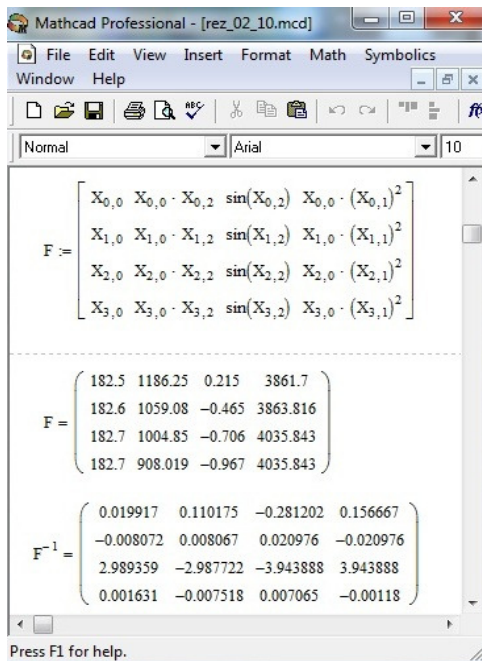 Mathcad Professional - [rez_02_10.mcd]
File Edit View Insert Format Math Symbolics
Window Help
Normal Arial 10
X0,0 X0,0 · X0,2 sin(X0,2) X0,0 · (X0,1)²
X1,0 X1,0 · X1,2 sin(X1,2) X1,0 · (X1,1)²
F :=
X2,0 X2,0 · X2,2 sin(X2,2) X2,0 · (X2,1)²
X3,0 X3,0 · X3,2 sin(X3,2) X3,0 · (X3,1)²
182.5 1186.25 0.215 3861.7
182.6 1059.08 −0.465 3863.816
F =
182.7 1004.85 −0.706 4035.843
182.7 908.019 −0.967 4035.843
0.019917 0.110175 −0.281202 0.156667
−0.008072 0.008067 0.020976 −0.020976
F⁻¹ =
2.989359 −2.987722 −3.943888 3.943888
0.001631 −0.007518 0.007065 −0.00118
Press F1 for help.